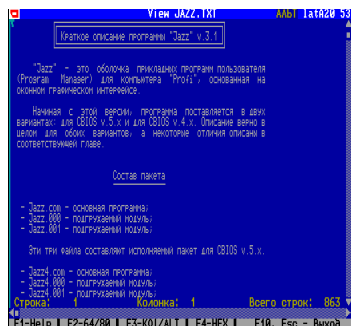 View JAZZ.TXT АЛЬТ latA20 53
Краткое описание программы "Jazz" v.3.1
"Jazz" - это оболочка прикладных программ пользователя
(Program Manager) для компьютера "Profi", основанная на
оконном графическом интерфейсе.
Начиная с этой версии, программа поставляется в двух
вариантах: для CBIOS v.5.x и для CBIOS v.4.x. Описание верно в
целом для обоих вариантов, а некоторые отличия описаны в
соответствующей главе.
Состав пакета
- Jazz.com - основная программа;
- Jazz.000 - подгружаемый модуль;
- Jazz.001 - подгружаемый модуль;
Эти три файла составляют исполняемый пакет для CBIOS v.5.x.
- Jazz4.com - основная программа;
- Jazz4.000 - подгружаемый модуль;
- Jazz4.001 - подгружаемый модуль;
Строка: 1 Колонка: 1 Всего строк: 863
F1-Help F2-64/80 F3-KOI/ALT F4-HEX F10, Esc - Выход